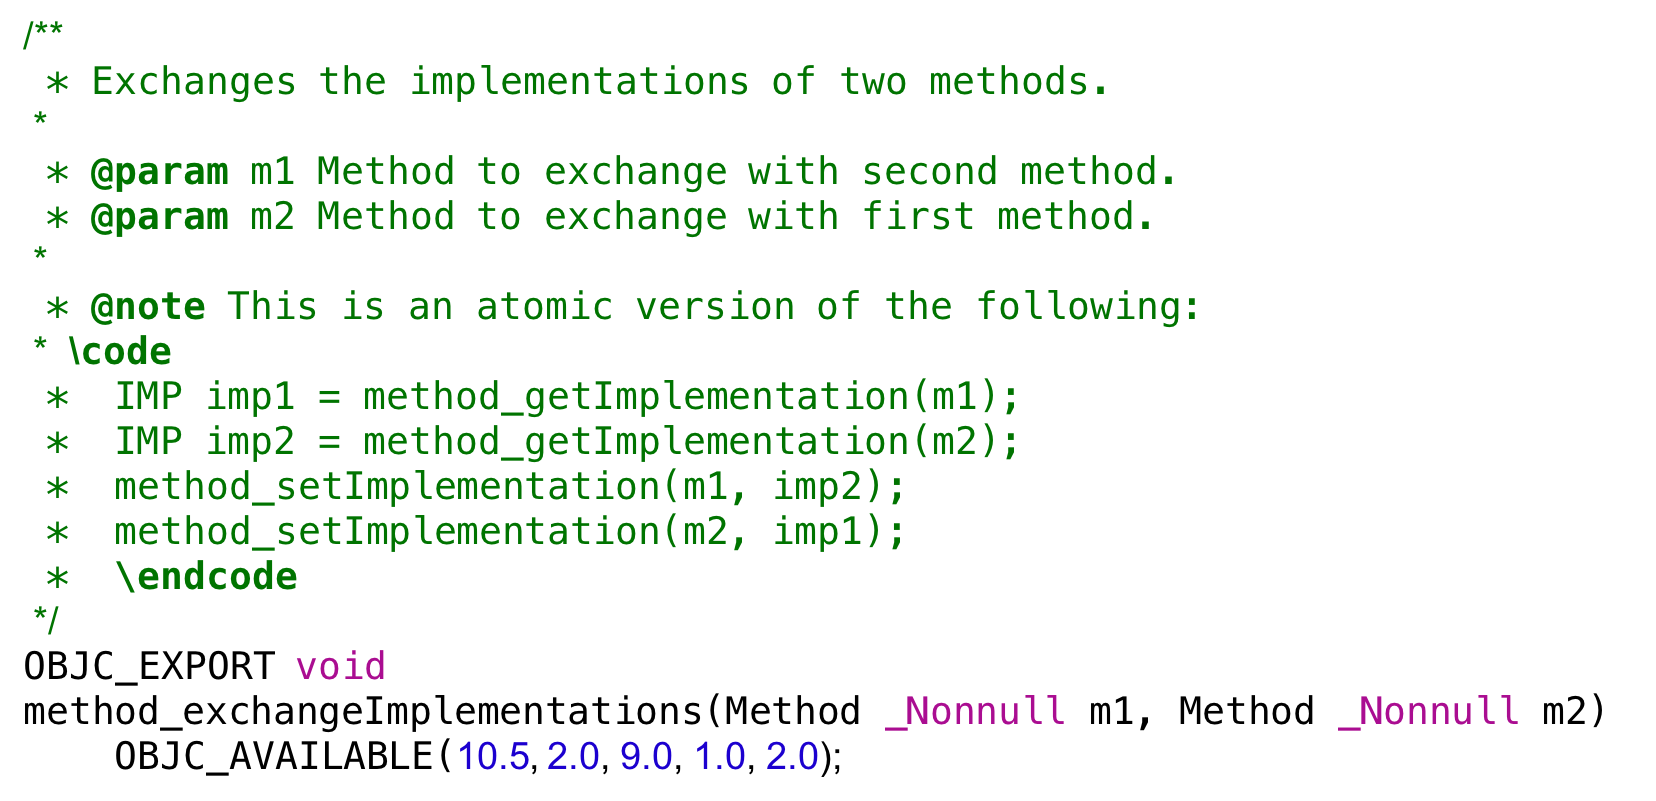 /**
 * Exchanges the implementations of two methods.
 *
 * @param m1 Method to exchange with second method.
 * @param m2 Method to exchange with first method.
 *
 * @note This is an atomic version of the following:
 * \code
 *  IMP imp1 = method_getImplementation(m1);
 *  IMP imp2 = method_getImplementation(m2);
 *  method_setImplementation(m1, imp2);
 *  method_setImplementation(m2, imp1);
 *  \endcode
 */
OBJC_EXPORT void
method_exchangeImplementations(Method _Nonnull m1, Method _Nonnull m2)
    OBJC_AVAILABLE(10.5, 2.0, 9.0, 1.0, 2.0);